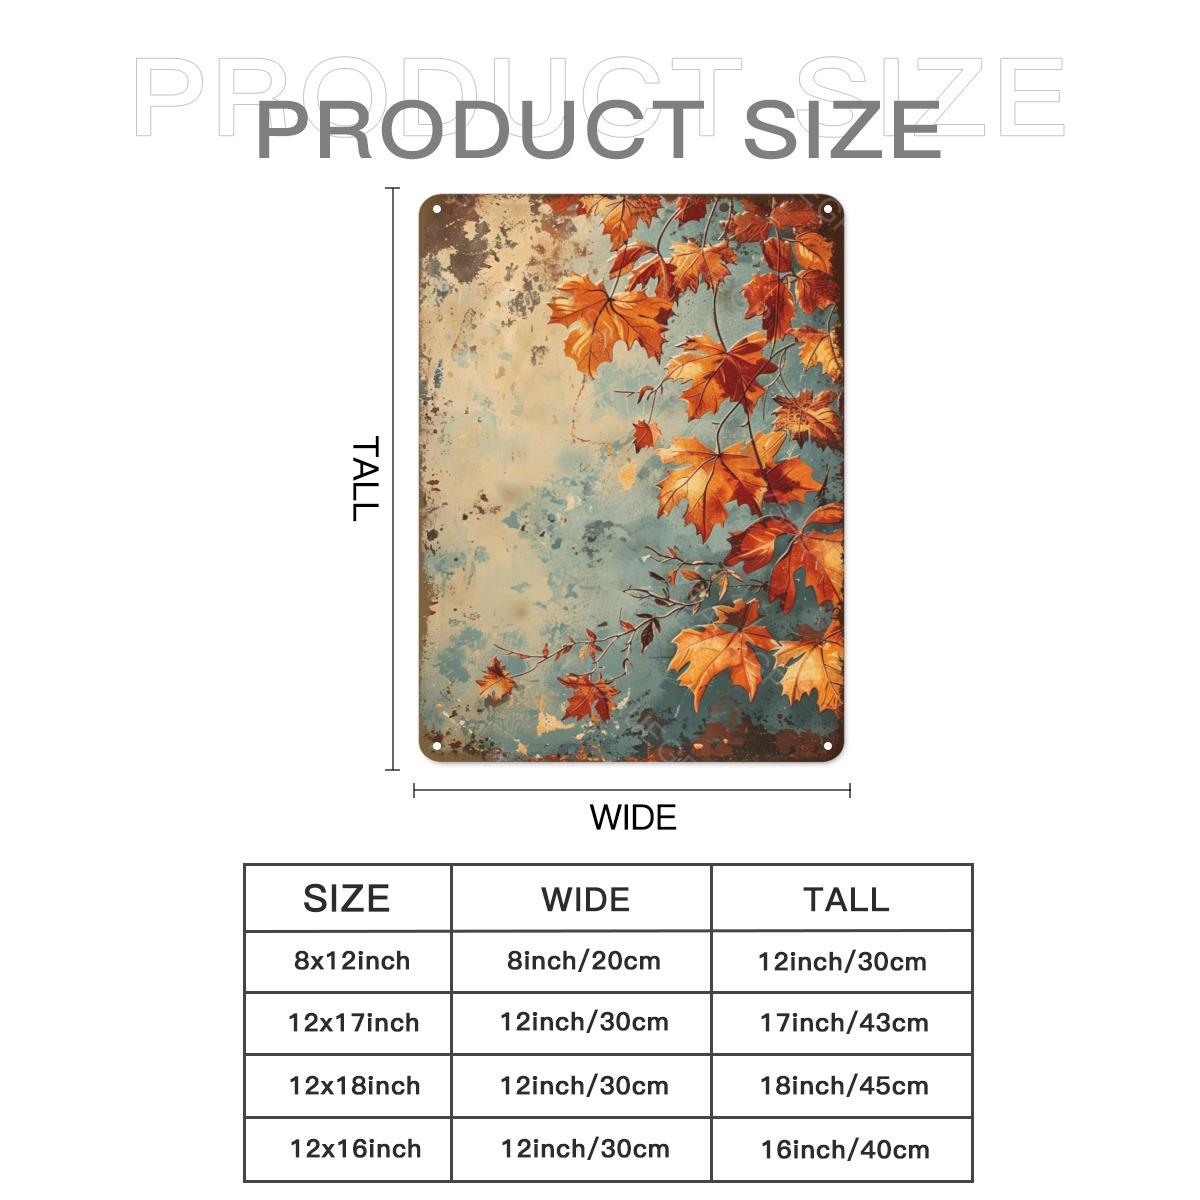 PRODUCT SIZE
PRODUCT SIZE
TALL
WIDE
SIZE WIDE TALL
8x12inch 8inch/20cm 12inch/30cm
12x17inch 12inch/30cm 17inch/43cm
12x18inch 12inch/30cm 18inch/45cm
12x16inch 12inch/30cm 16inch/40cm